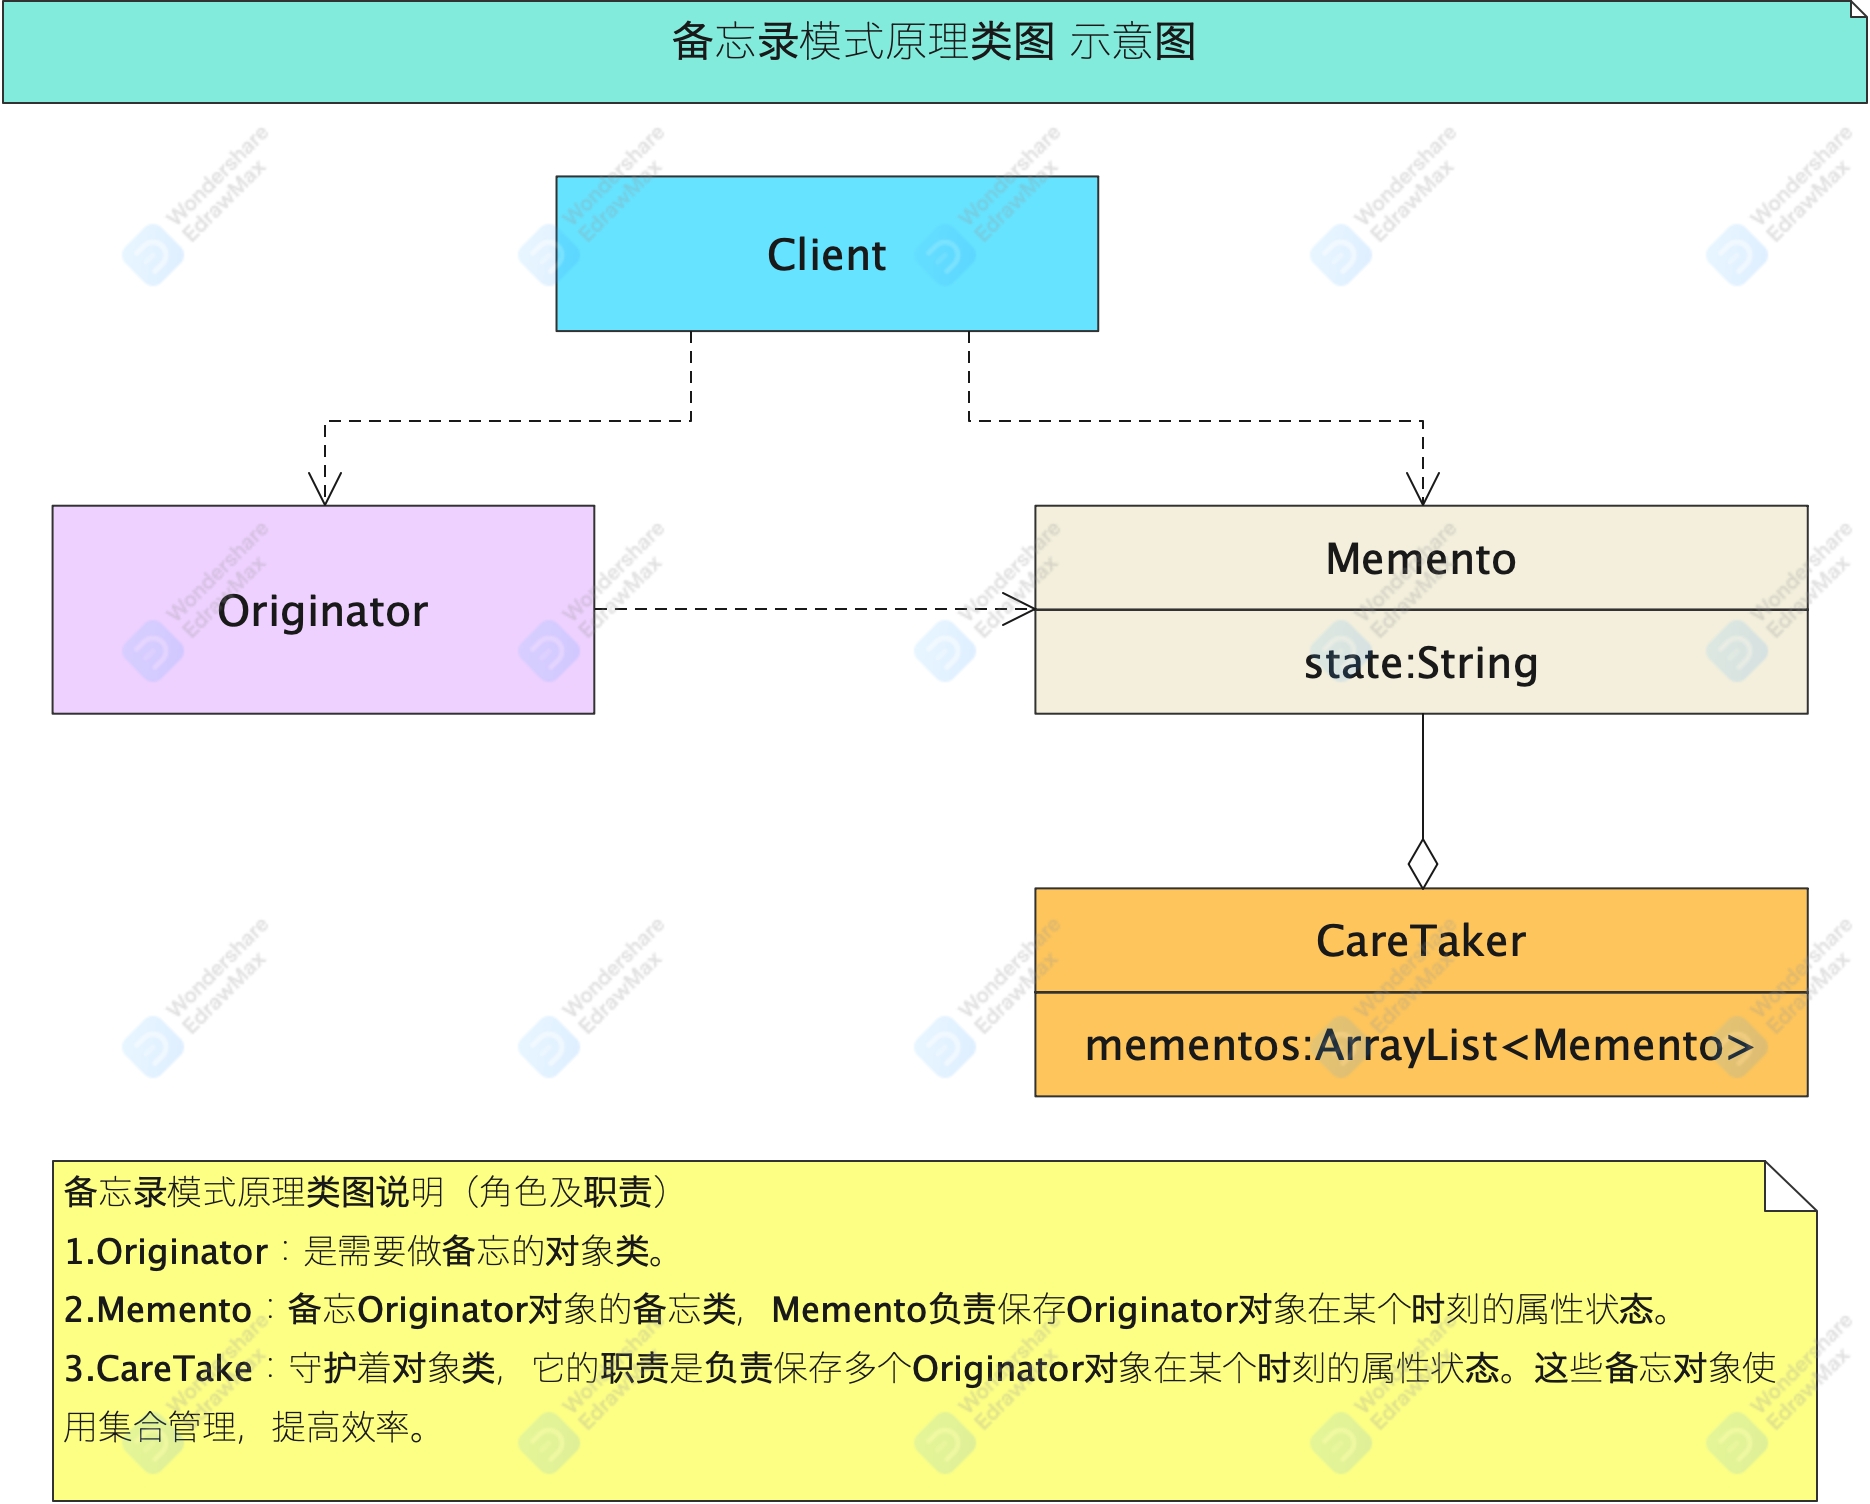 备忘录模式原理类图 示意图
Client
Originator
Memento
state:String
CareTaker
mementos:ArrayList<Memento>
备忘录模式原理类图说明（角色及职责）
1.Originator：是需要做备忘的对象类。
2.Memento：备忘Originator对象的备忘类，Memento负责保存Originator对象在某个时刻的属性状态。
3.CareTake：守护着对象类，它的职责是负责保存多个Originator对象在某个时刻的属性状态。这些备忘对象使
用集合管理，提高效率。
Wondershare
EdrawMax